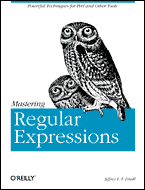 Powerful Techniques for Perl and Other Tools
Mastering
Regular
Expressions
O'REILLY
Jeffrey E. F. Friedl